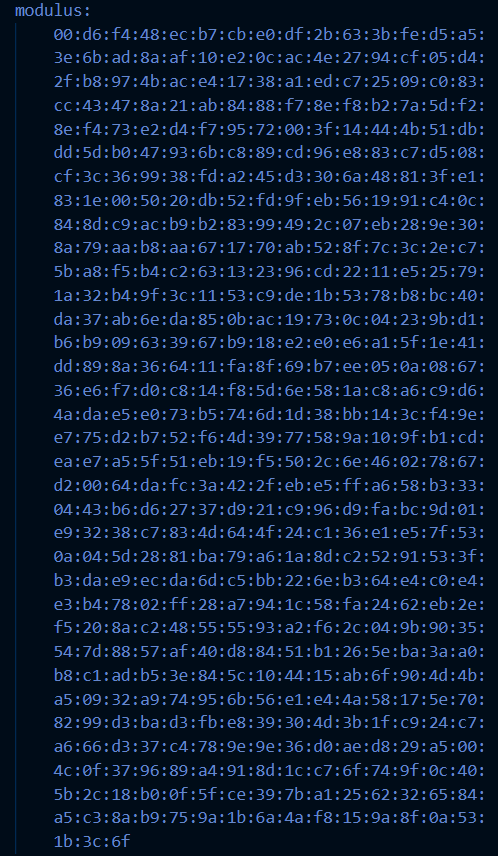 modulus:
00:d6:f4:48:ec:b7:cb:e0:df:2b:63:3b:fe:d5:a5:
3e:6b:ad:8a:af:10:e2:0c:ac:4e:27:94:cf:05:d4:
2f:b8:97:4b:ac:e4:17:38:a1:ed:c7:25:09:c0:83:
cc:43:47:8a:21:ab:84:88:f7:8e:f8:b2:7a:5d:f2:
8e:f4:73:e2:d4:f7:95:72:00:3f:14:44:4b:51:db:
dd:5d:b0:47:93:6b:c8:89:cd:96:e8:83:c7:d5:08:
cf:3c:36:99:38:fd:a2:45:d3:30:6a:48:81:3f:e1:
83:1e:00:50:20:db:52:fd:9f:eb:56:19:91:c4:0c:
84:8d:c9:ac:b9:b2:83:99:49:2c:07:eb:28:9e:30:
8a:79:aa:b8:aa:67:17:70:ab:52:8f:7c:3c:2e:c7:
5b:a8:f5:b4:c2:63:13:23:96:cd:22:11:e5:25:79:
1a:32:b4:9f:3c:11:53:c9:de:1b:53:78:b8:bc:40:
da:37:ab:6e:da:85:0b:ac:19:73:0c:04:23:9b:d1:
b6:b9:09:63:39:67:b9:18:e2:e0:e6:a1:5f:1e:41:
dd:89:8a:36:64:11:fa:8f:69:b7:ee:05:0a:08:67:
36:e6:f7:d0:c8:14:f8:5d:6e:58:1a:c8:a6:c9:d6:
4a:da:e5:e0:73:b5:74:6d:1d:38:bb:14:3c:f4:9e:
e7:75:d2:b7:52:f6:4d:39:77:58:9a:10:9f:b1:cd:
ea:e7:a5:5f:51:eb:19:f5:50:2c:6e:46:02:78:67:
d2:00:64:da:fc:3a:42:2f:eb:e5:ff:a6:58:b3:33:
04:43:b6:d6:27:37:d9:21:c9:96:d9:fa:bc:9d:01:
e9:32:38:c7:83:4d:64:4f:24:c1:36:e1:e5:7f:53:
0a:04:5d:28:81:ba:79:a6:1a:8d:c2:52:91:53:3f:
b3:da:e9:ec:da:6d:c5:bb:22:6e:b3:64:e4:c0:e4:
e3:b4:78:02:ff:28:a7:94:1c:58:fa:24:62:eb:2e:
f5:20:8a:c2:48:55:55:93:a2:f6:2c:04:9b:90:35:
54:7d:88:57:af:40:d8:84:51:b1:26:5e:ba:3a:a0:
b8:c1:ad:b5:3e:84:5c:10:44:15:ab:6f:90:4d:4b:
a5:09:32:a9:74:95:6b:56:e1:e4:4a:58:17:5e:70:
82:99:d3:ba:d3:fb:e8:39:30:4d:3b:1f:c9:24:c7:
a6:66:d3:37:c4:78:9e:9e:36:d0:ae:d8:29:a5:00:
4c:0f:37:96:89:a4:91:8d:1c:c7:6f:74:9f:0c:40:
5b:2c:18:b0:0f:5f:ce:39:7b:a1:25:62:32:65:84:
a5:c3:8a:b9:75:9a:1b:6a:4a:f8:15:9a:8f:0a:53:
1b:3c:6f